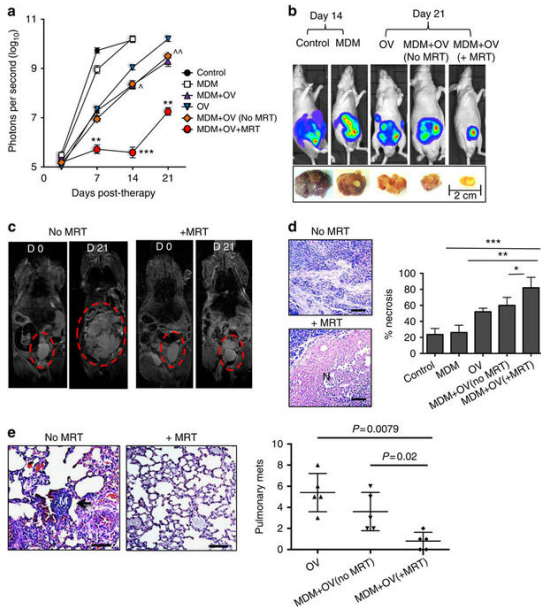 a
Photons per second (log10)
11
9
7
5
3 7 14 21
Days post-therapy
**
***
**
^
^^
Control
MDM
MDM+OV
OV
MDM+OV (No MRT)
MDM+OV+MRT
b
Day 14
Day 21
Control MDM
OV
MDM+OV
(No MRT)
MDM+OV
(+ MRT)
2 cm
c
No MRT
+MRT
D 0
D 21
D 0
D 21
d
No MRT
+ MRT
N
% necrosis
100
80
60
40
20
0
***
**
*
Control
MDM
OV
MDM+OV(no MRT)
MDM+OV(+MRT)
e
No MRT
+ MRT
M
Pulmonary mets
10
8
6
4
2
0
P=0.0079
P=0.02
OV
MDM+OV(no MRT)
MDM+OV(+MRT)